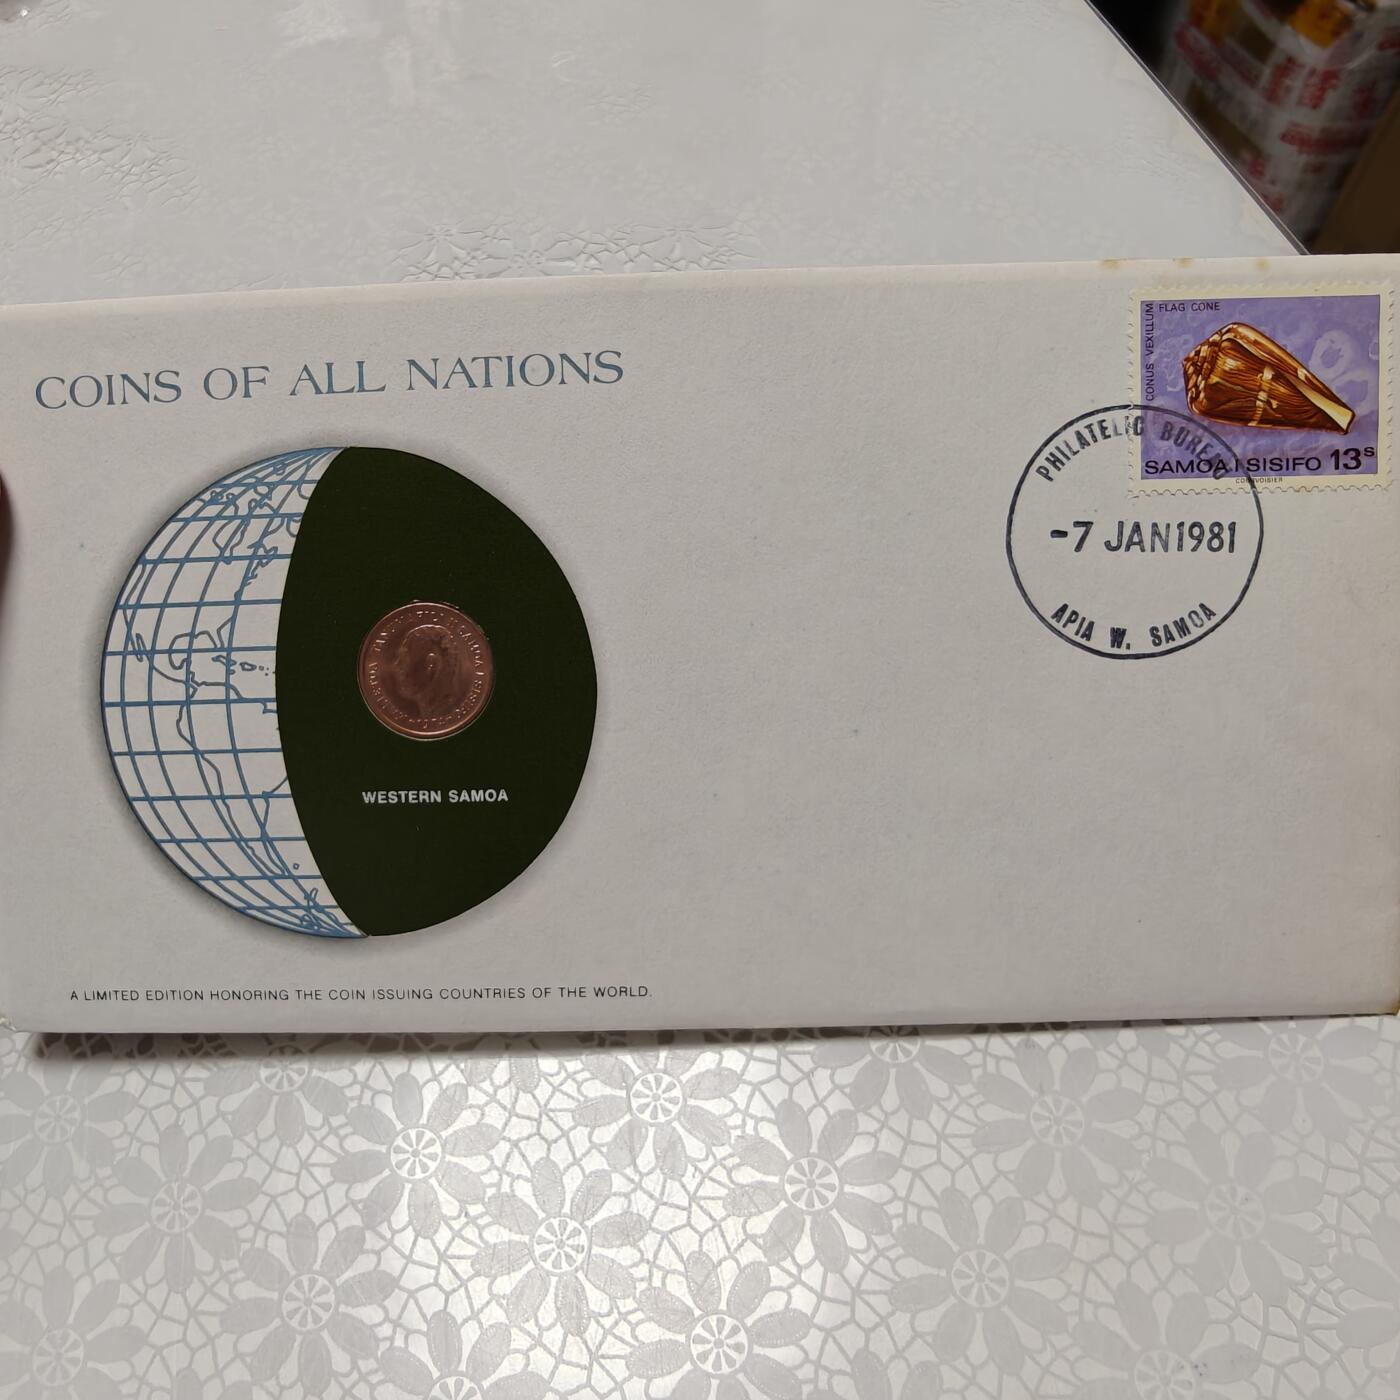 COINS OF ALL NATIONS
CONUS VEXILLUM
FLAG CONE
SAMOA I SISIFO 13s
COURVOISIER
PHILATELIC BUREAU
-7 JAN 1981
APIA W. SAMOA
WESTERN SAMOA
A LIMITED EDITION HONORING THE COIN ISSUING COUNTRIES OF THE WORLD.